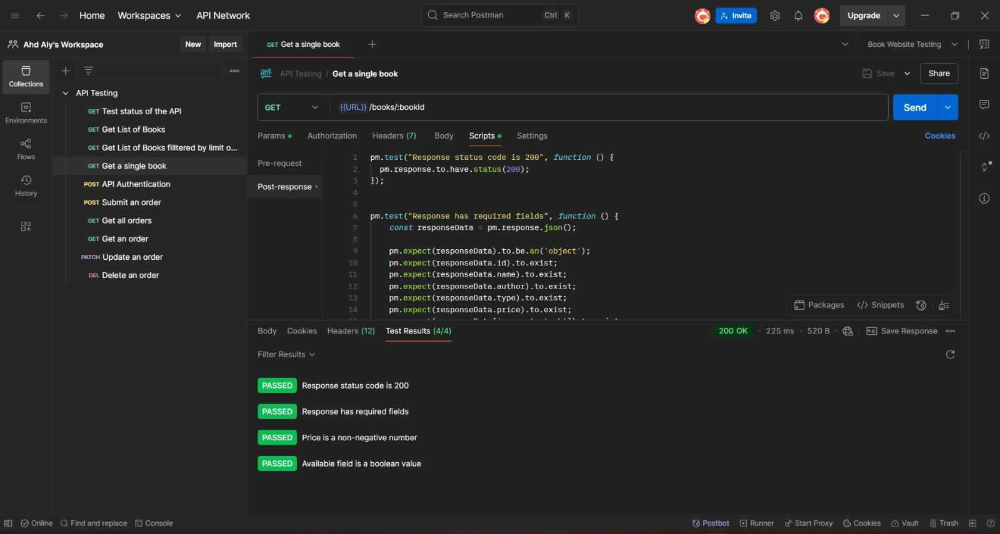 Home Workspaces API Network Search Postman Ctrl K Invite Upgrade
Ahd Aly's Workspace New Import
GET Get a single book
Book Website Testing
Collections
Environments
Flows
History
API Testing
GET Test status of the API
GET Get List of Books
GET Get List of Books filltered by limit o...
GET Get a single book
POST API Authentication
POST Submit an order
GET Get all orders
GET Get an order
PATCH Update an order
DEL Delete an order
HTTP API Testing / Get a single book
Save Share
GET {{URL}} /books/:bookId Send
Params Authorization Headers (7) Body Scripts Settings Cookies
Pre-request
Post-response
1 pm.test("Response status code is 200", function () {
2 pm.response.to.have.status(200);
3 });
4
5
6 pm.test("Response has required fields", function () {
7 const responseData = pm.response.json();
8
9 pm.expect(responseData).to.be.an('object');
10 pm.expect(responseData.id).to.exist;
11 pm.expect(responseData.name).to.exist;
12 pm.expect(responseData.author).to.exist;
13 pm.expect(responseData.type).to.exist;
14 pm.expect(responseData.price).to.exist;
Packages Snippets
Body Cookies Headers (12) Test Results (4/4) 200 OK 225 ms 520 B e.g. Save Response
Filter Results
PASSED Response status code is 200
PASSED Response has required fields
PASSED Price is a non-negative number
PASSED Available field is a boolean value
Online Find and replace Console Postbot Runner Start Proxy Cookies Vault Trash